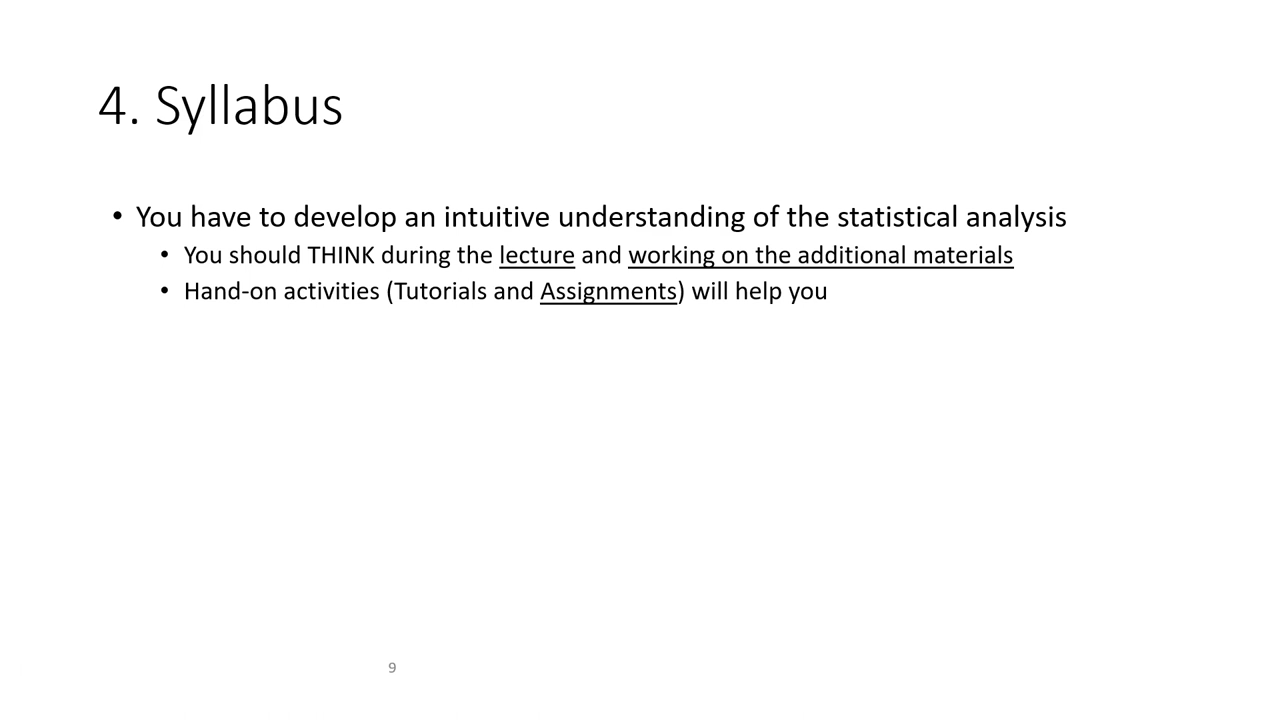 4. Syllabus
• You have to develop an intuitive understanding of the statistical analysis
• You should THINK during the lecture and working on the additional materials
• Hand-on activities (Tutorials and Assignments) will help you
9